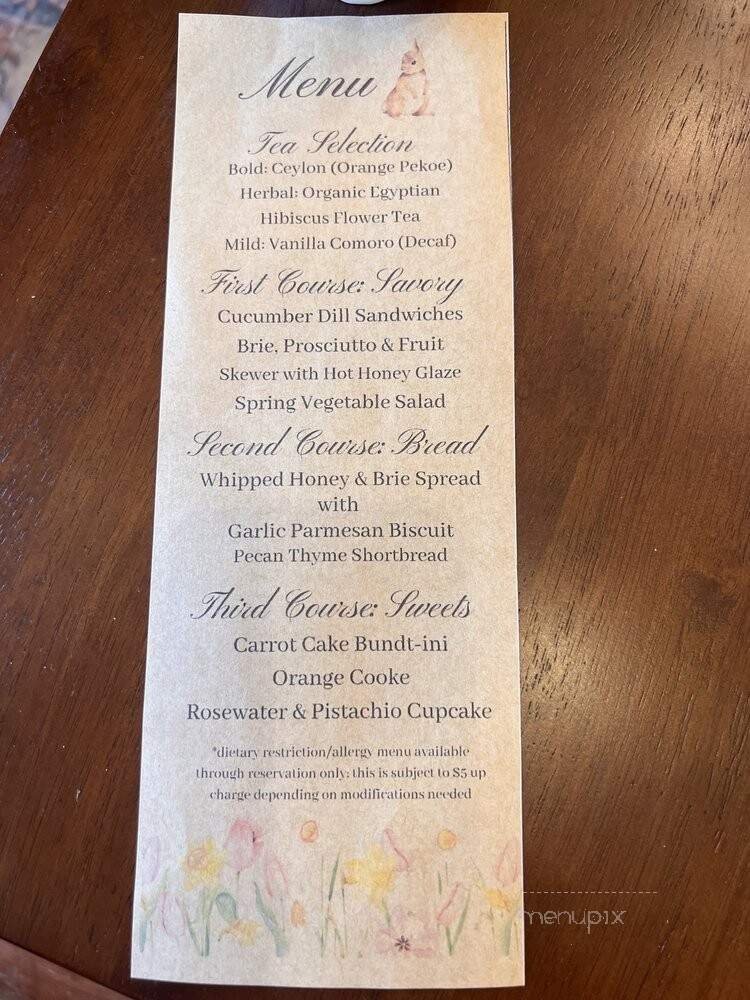 Menu
Tea Selection
Bold: Ceylon (Orange Pekoe)
Herbal: Organic Egyptian
Hibiscus Flower Tea
Mild: Vanilla Comoro (Decaf)
First Course: Savory
Cucumber Dill Sandwiches
Brie, Prosciutto & Fruit
Skewer with Hot Honey Glaze
Spring Vegetable Salad
Second Course: Bread
Whipped Honey & Brie Spread
with
Garlic Parmesan Biscuit
Pecan Thyme Shortbread
Third Course: Sweets
Carrot Cake Bundt-ini
Orange Cooke
Rosewater & Pistachio Cupcake
*dietary restriction/allergy menu available
through reservation only; this is subject to $5 up
charge depending on modifications needed
menupix